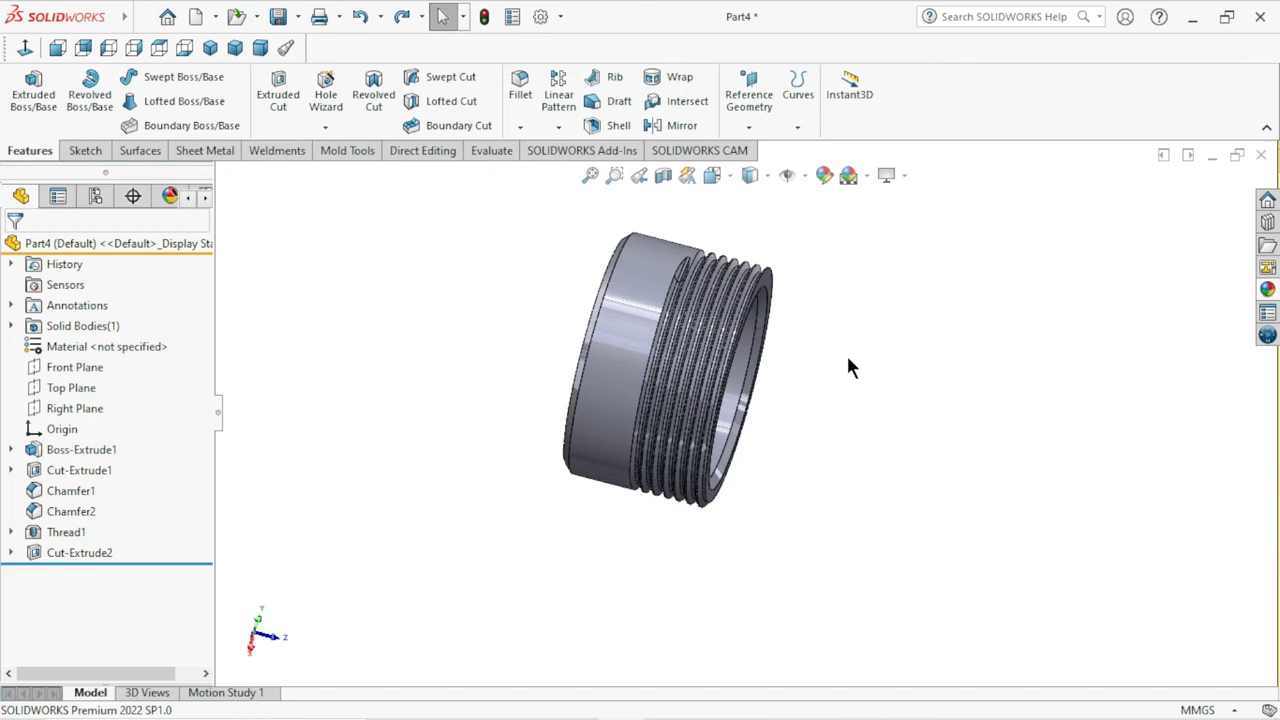 SOLIDWORKS
Part4 *
Search SOLIDWORKS Help
Extruded Boss/Base
Revolved Boss/Base
Swept Boss/Base
Lofted Boss/Base
Boundary Boss/Base
Extruded Cut
Hole Wizard
Revolved Cut
Swept Cut
Lofted Cut
Boundary Cut
Fillet
Linear Pattern
Rib
Draft
Shell
Wrap
Intersect
Mirror
Reference Geometry
Curves
Instant3D
Features Sketch Surfaces Sheet Metal Weldments Mold Tools Direct Editing Evaluate SOLIDWORKS Add-Ins SOLIDWORKS CAM
Part4 (Default) <<Default>_Display Sta
History
Sensors
Annotations
Solid Bodies(1)
Material <not specified>
Front Plane
Top Plane
Right Plane
Origin
Boss-Extrude1
Cut-Extrude1
Chamfer1
Chamfer2
Thread1
Cut-Extrude2
Y
Z
X
Model 3D Views Motion Study 1
SOLIDWORKS Premium 2022 SP1.0
MMGS